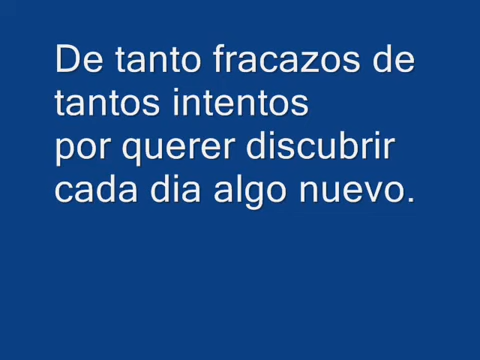 De tanto fracazos de
tantos intentos
por querer discubrir
cada dia algo nuevo.